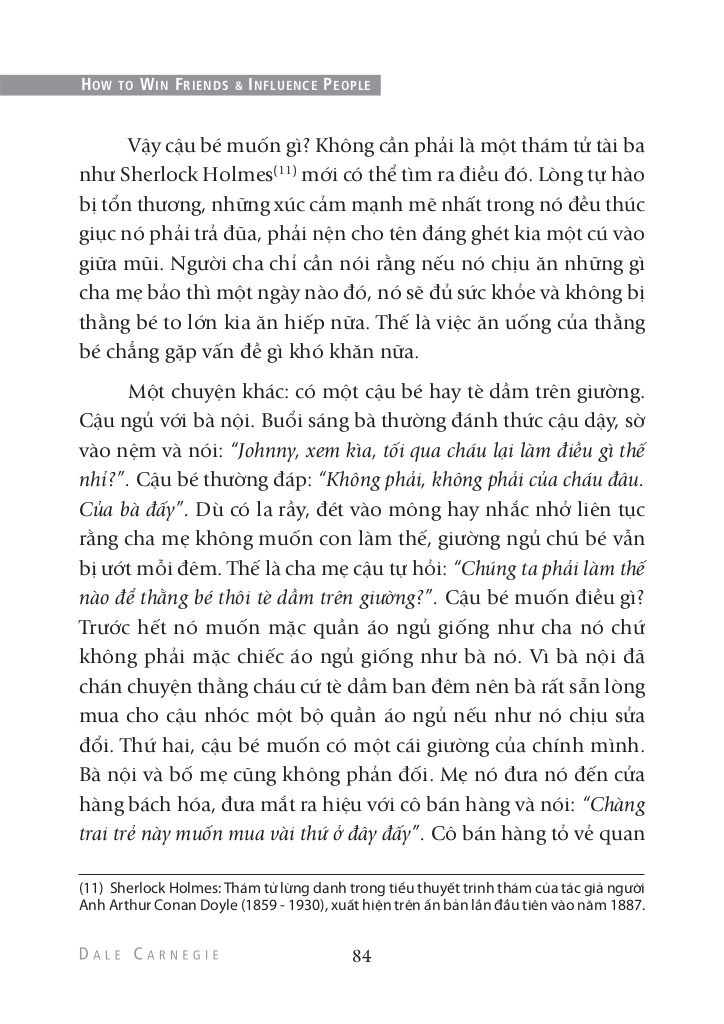 HOW TO WIN FRIENDS & INFLUENCE PEOPLE
Vậy cậu bé muốn gì? Không cần phải là một thám tử tài ba
như Sherlock Holmes(11) mới có thể tìm ra điều đó. Lòng tự hào
bị tổn thương, những xúc cảm mạnh mẽ nhất trong nó đều thúc
giục nó phải trả đũa, phải nện cho tên đáng ghét kia một cú vào
giữa mũi. Người cha chỉ cần nói rằng nếu nó chịu ăn những gì
cha mẹ bảo thì một ngày nào đó, nó sẽ đủ sức khỏe và không bị
thằng bé to lớn kia ăn hiếp nữa. Thế là việc ăn uống của thằng
bé chẳng gặp vấn đề gì khó khăn nữa.
Một chuyện khác: có một cậu bé hay tè dầm trên giường.
Cậu ngủ với bà nội. Buổi sáng bà thường đánh thức cậu dậy, sờ
vào nệm và nói: “Johnny, xem kìa, tối qua cháu lại làm điều gì thế
nhỉ?”. Cậu bé thường đáp: “Không phải, không phải của cháu đâu.
Của bà đấy”. Dù có la rầy, đét vào mông hay nhắc nhở liên tục
rằng cha mẹ không muốn con làm thế, giường ngủ chú bé vẫn
bị ướt mỗi đêm. Thế là cha mẹ cậu tự hỏi: “Chúng ta phải làm thế
nào để thằng bé thôi tè dầm trên giường?”. Cậu bé muốn điều gì?
Trước hết nó muốn mặc quần áo ngủ giống như cha nó chứ
không phải mặc chiếc áo ngủ giống như bà nó. Vì bà nội đã
chán chuyện thằng cháu cứ tè dầm ban đêm nên bà rất sẵn lòng
mua cho cậu nhóc một bộ quần áo ngủ nếu như nó chịu sửa
đổi. Thứ hai, cậu bé muốn có một cái giường của chính mình.
Bà nội và bố mẹ cũng không phản đối. Mẹ nó đưa nó đến cửa
hàng bách hóa, đưa mắt ra hiệu với cô bán hàng và nói: “Chàng
trai trẻ này muốn mua vài thứ ở đây đấy”. Cô bán hàng tỏ vẻ quan
(11) Sherlock Holmes: Thám tử lừng danh trong tiểu thuyết trinh thám của tác giả người
Anh Arthur Conan Doyle (1859 - 1930), xuất hiện trên ấn bản lần đầu tiên vào năm 1887.
DALE CARNEGIE
84